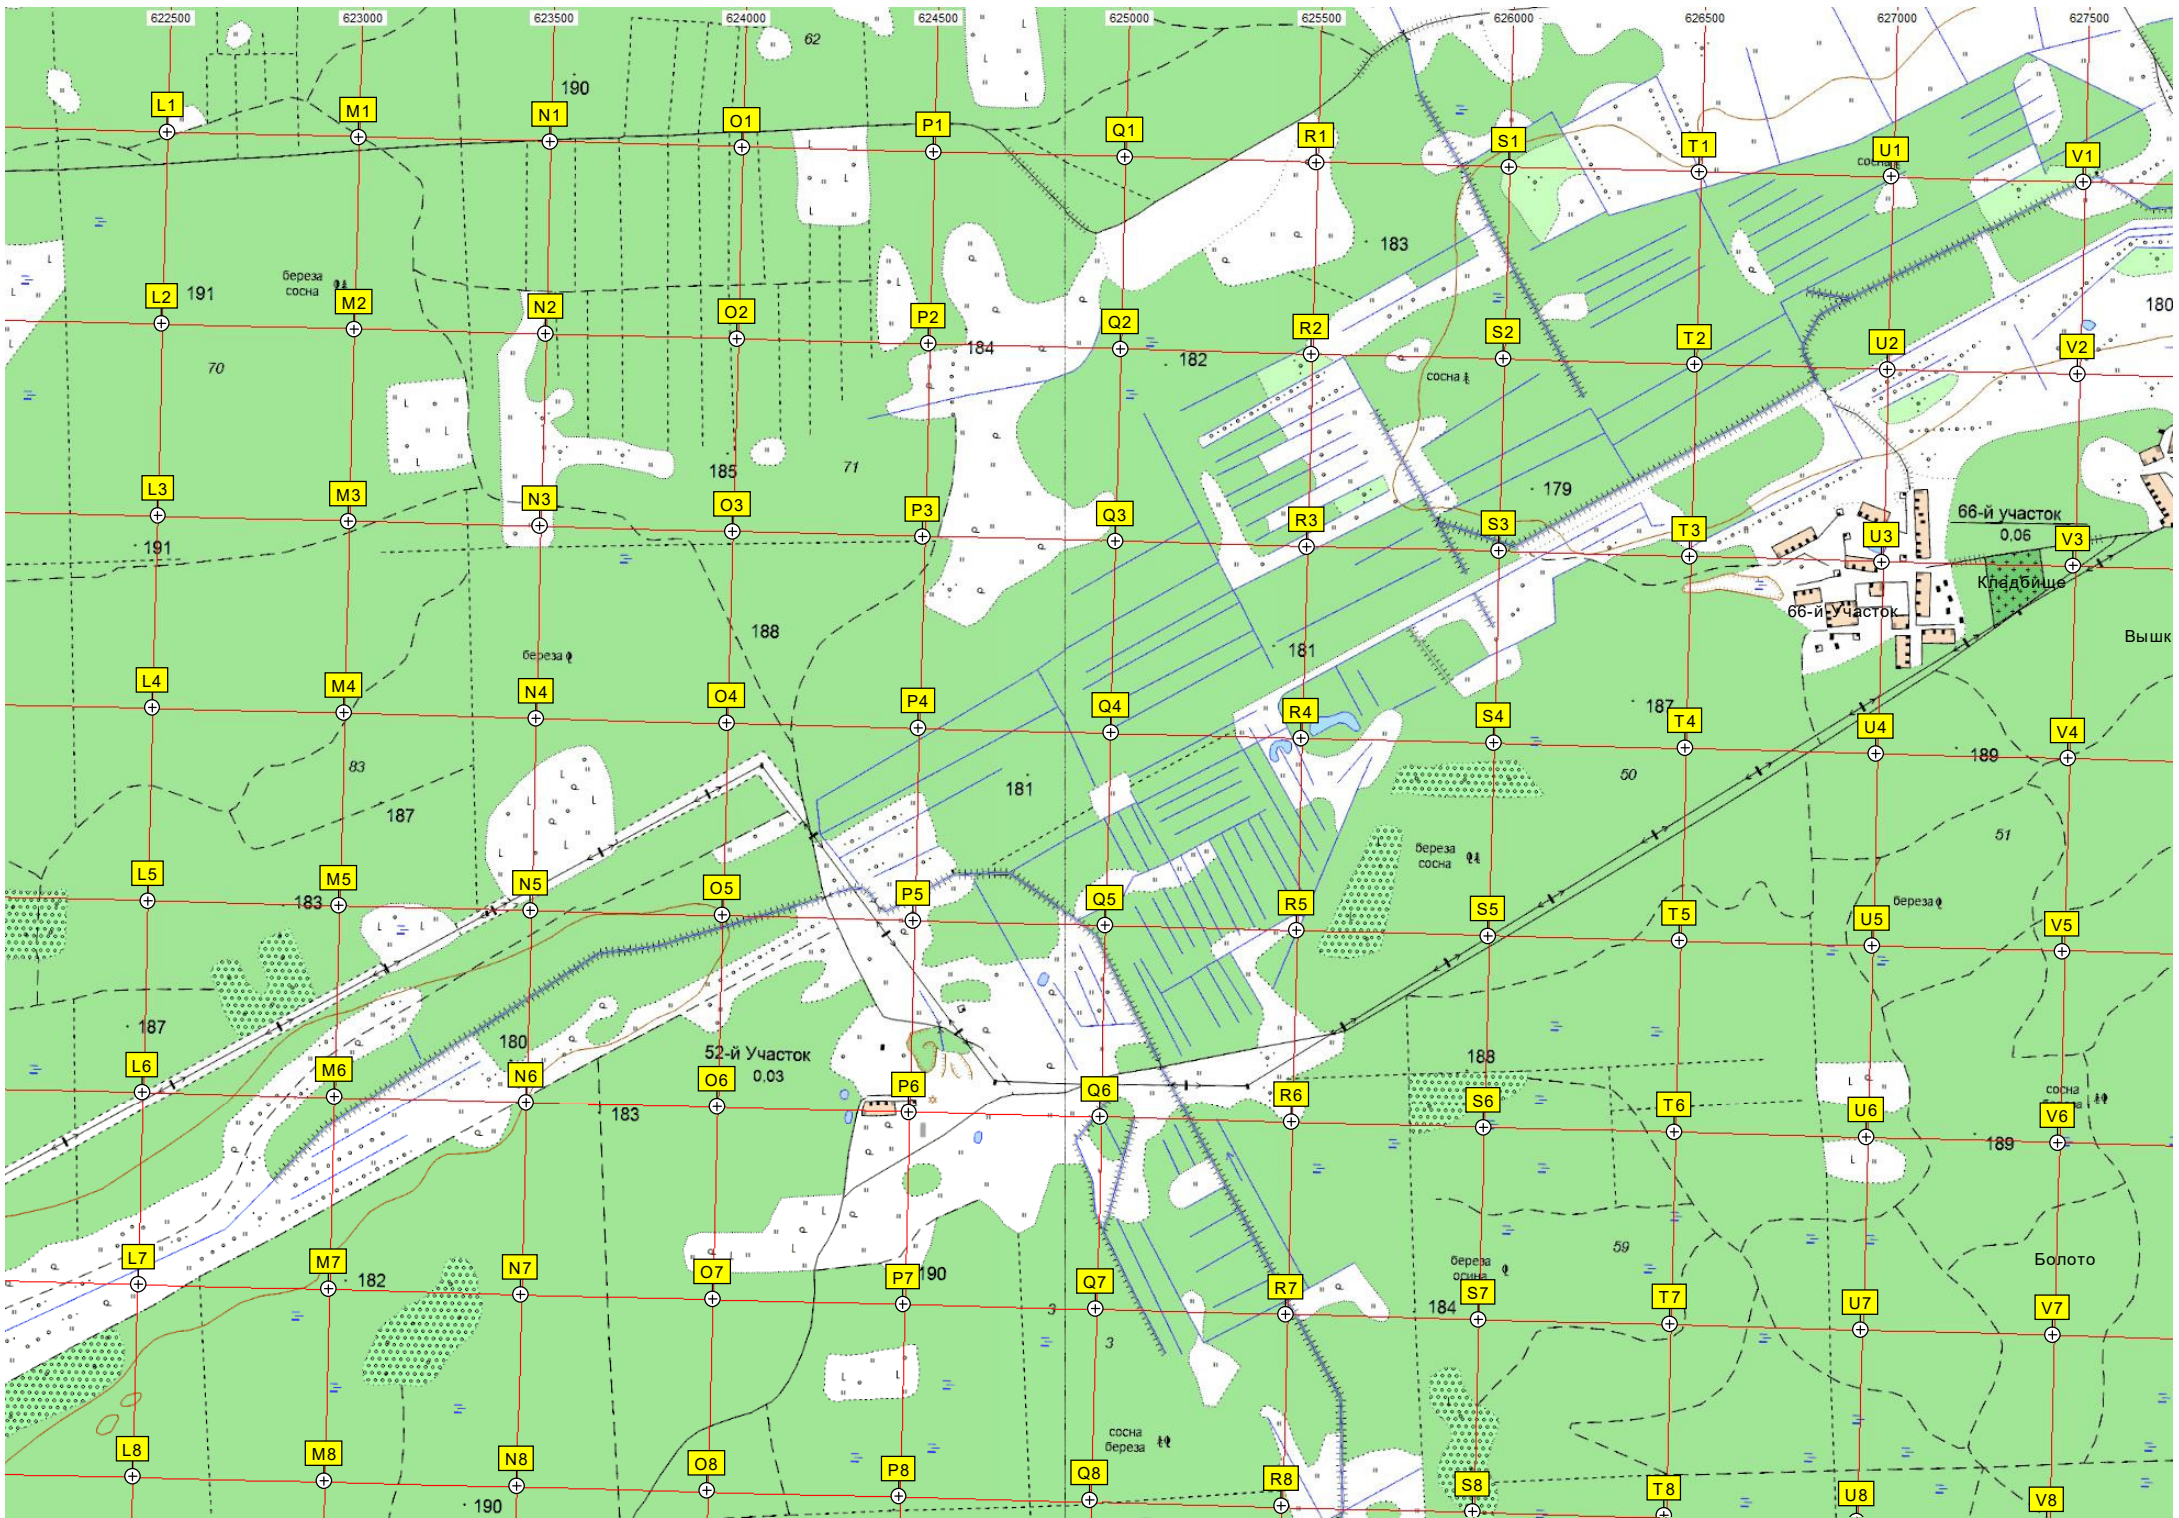 622500 623000 623500 624000 624500 625000 625500 626000 626500 627000 627500
62
190
L1 M1 N1 O1 P1 Q1 R1 S1 T1 U1 V1
сосна
183
береза
сосна
191
180
L2 M2 N2 O2 P2 Q2 R2 S2 T2 U2 V2
184
182
70
сосна
185
71
179
L3 M3 N3 O3 P3 Q3 R3 S3 T3 U3 V3
66-й участок
0,06
191
Кладбище
66-й Участок
188
Вышк
береза
181
L4 M4 N4 O4 P4 Q4 R4 S4 T4 U4 V4
187
189
83
50
181
187
51
береза
сосна
L5 M5 N5 O5 P5 Q5 R5 S5 T5 U5 V5
183
береза
187
180
52-й Участок
0.03
188
L6 M6 N6 O6 P6 Q6 R6 S6 T6 U6 V6
сосна
183
189
59
береза
осина
Болото
L7 M7 N7 O7 P7 Q7 R7 S7 T7 U7 V7
182
190
3
184
3
сосна
береза
L8 M8 N8 O8 P8 Q8 R8 S8 T8 U8 V8
190